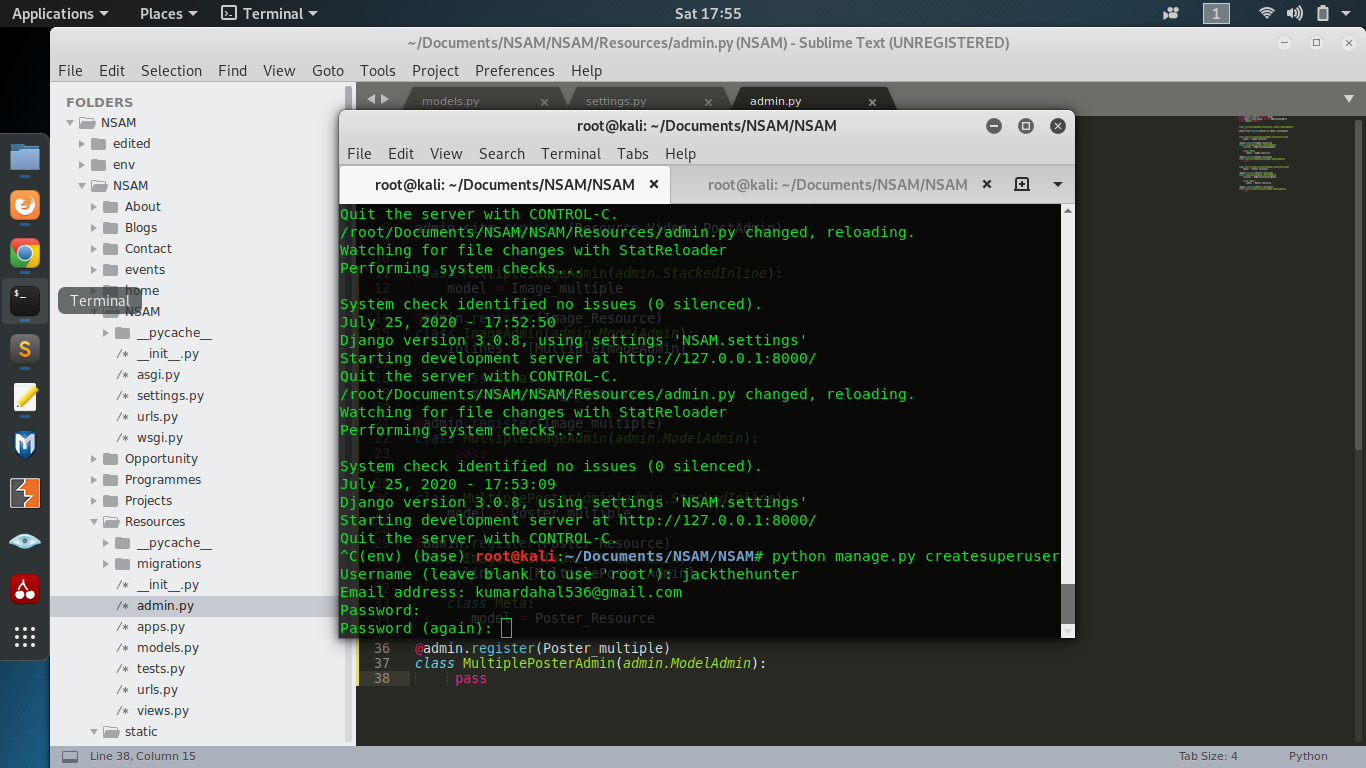 Applications Places Terminal Sat 17:55 1
~/Documents/NSAM/NSAM/Resources/admin.py (NSAM) - Sublime Text (UNREGISTERED)
File Edit Selection Find View Goto Tools Project Preferences Help
FOLDERS
NSAM
edited
env
NSAM
About
Blogs
Contact
events
home
Terminal
NSAM
__pycache__
/* __init__.py
/* asgi.py
/* settings.py
/* urls.py
/* wsgi.py
Opportunity
Programmes
Projects
Resources
__pycache__
migrations
/* __init__.py
/* admin.py
/* apps.py
/* models.py
/* tests.py
/* urls.py
/* views.py
static
models.py × settings.py × admin.py ×
root@kali: ~/Documents/NSAM/NSAM
File Edit View Search Terminal Tabs Help
root@kali: ~/Documents/NSAM/NSAM × root@kali: ~/Documents/NSAM/NSAM ×
Quit the server with CONTROL-C.
/root/Documents/NSAM/NSAM/Resources/admin.py changed, reloading.
Watching for file changes with StatReloader
Performing system checks...
System check identified no issues (0 silenced).
July 25, 2020 - 17:52:50
Django version 3.0.8, using settings 'NSAM.settings'
Starting development server at http://127.0.0.1:8000/
Quit the server with CONTROL-C.
/root/Documents/NSAM/NSAM/Resources/admin.py changed, reloading.
Watching for file changes with StatReloader
Performing system checks...
System check identified no issues (0 silenced).
July 25, 2020 - 17:53:09
Django version 3.0.8, using settings 'NSAM.settings'
Starting development server at http://127.0.0.1:8000/
Quit the server with CONTROL-C.
^C(env) (base) root@kali:~/Documents/NSAM/NSAM# python manage.py createsuperuser
Username (leave blank to use 'root'): jackthehunter
Email address: kumardahal536@gmail.com
Password:
Password (again):
36 @admin.register(Poster_multiple)
37 class MultiplePosterAdmin(admin.ModelAdmin):
38 pass
Line 38, Column 15 Tab Size: 4 Python